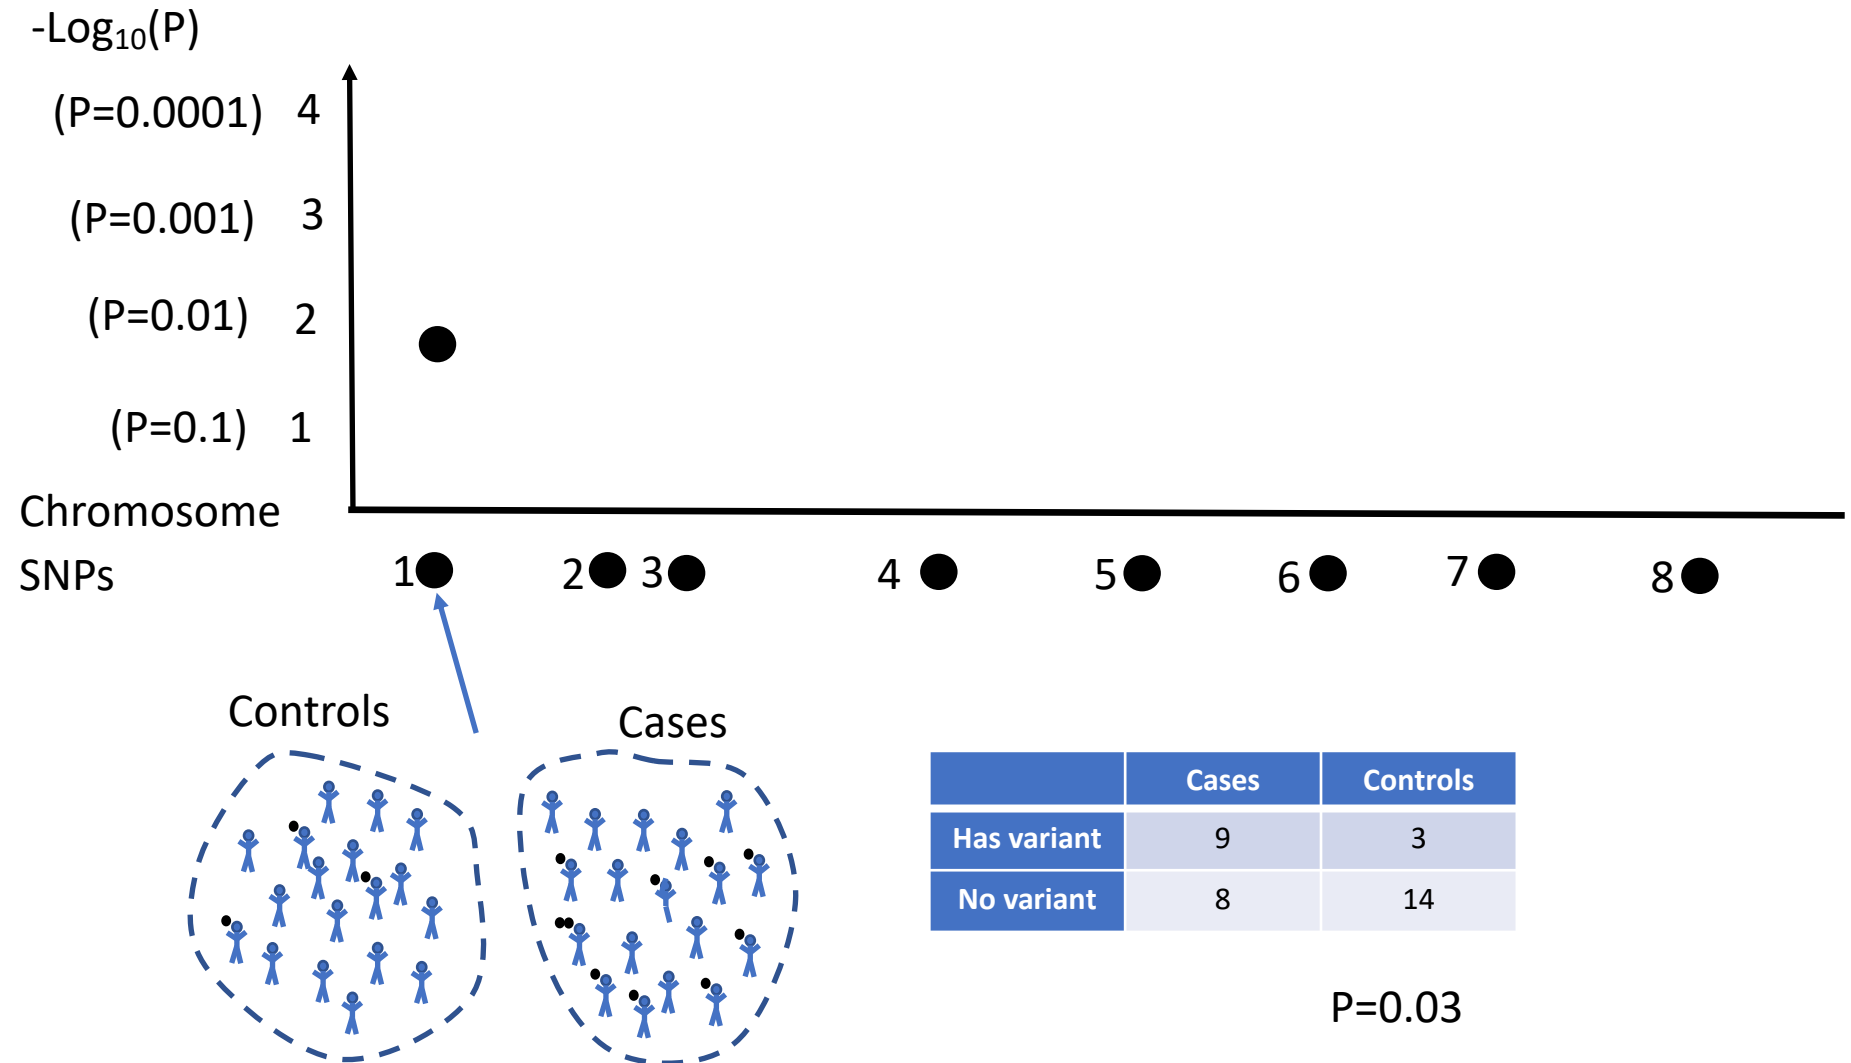 -Log₁₀(P)
(P=0.0001) 4
(P=0.001) 3
(P=0.01) 2
(P=0.1) 1
Chromosome
SNPs 1 2 3 4 5 6 7 8
Controls
Cases
Cases Controls
Has variant 9 3
No variant 8 14
P=0.03